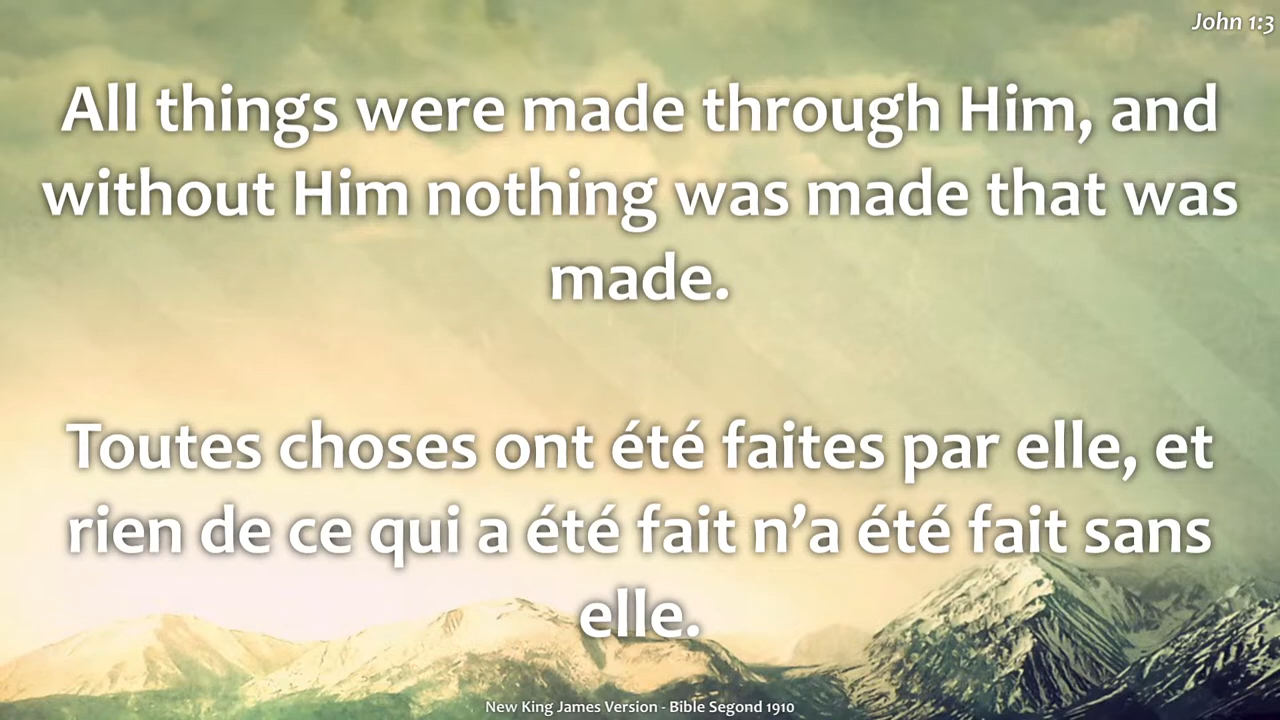 John 1:3
All things were made through Him, and
without Him nothing was made that was
made.
Toutes choses ont été faites par elle, et
rien de ce qui a été fait n’a été fait sans
elle.
New King James Version - Bible Segond 1910